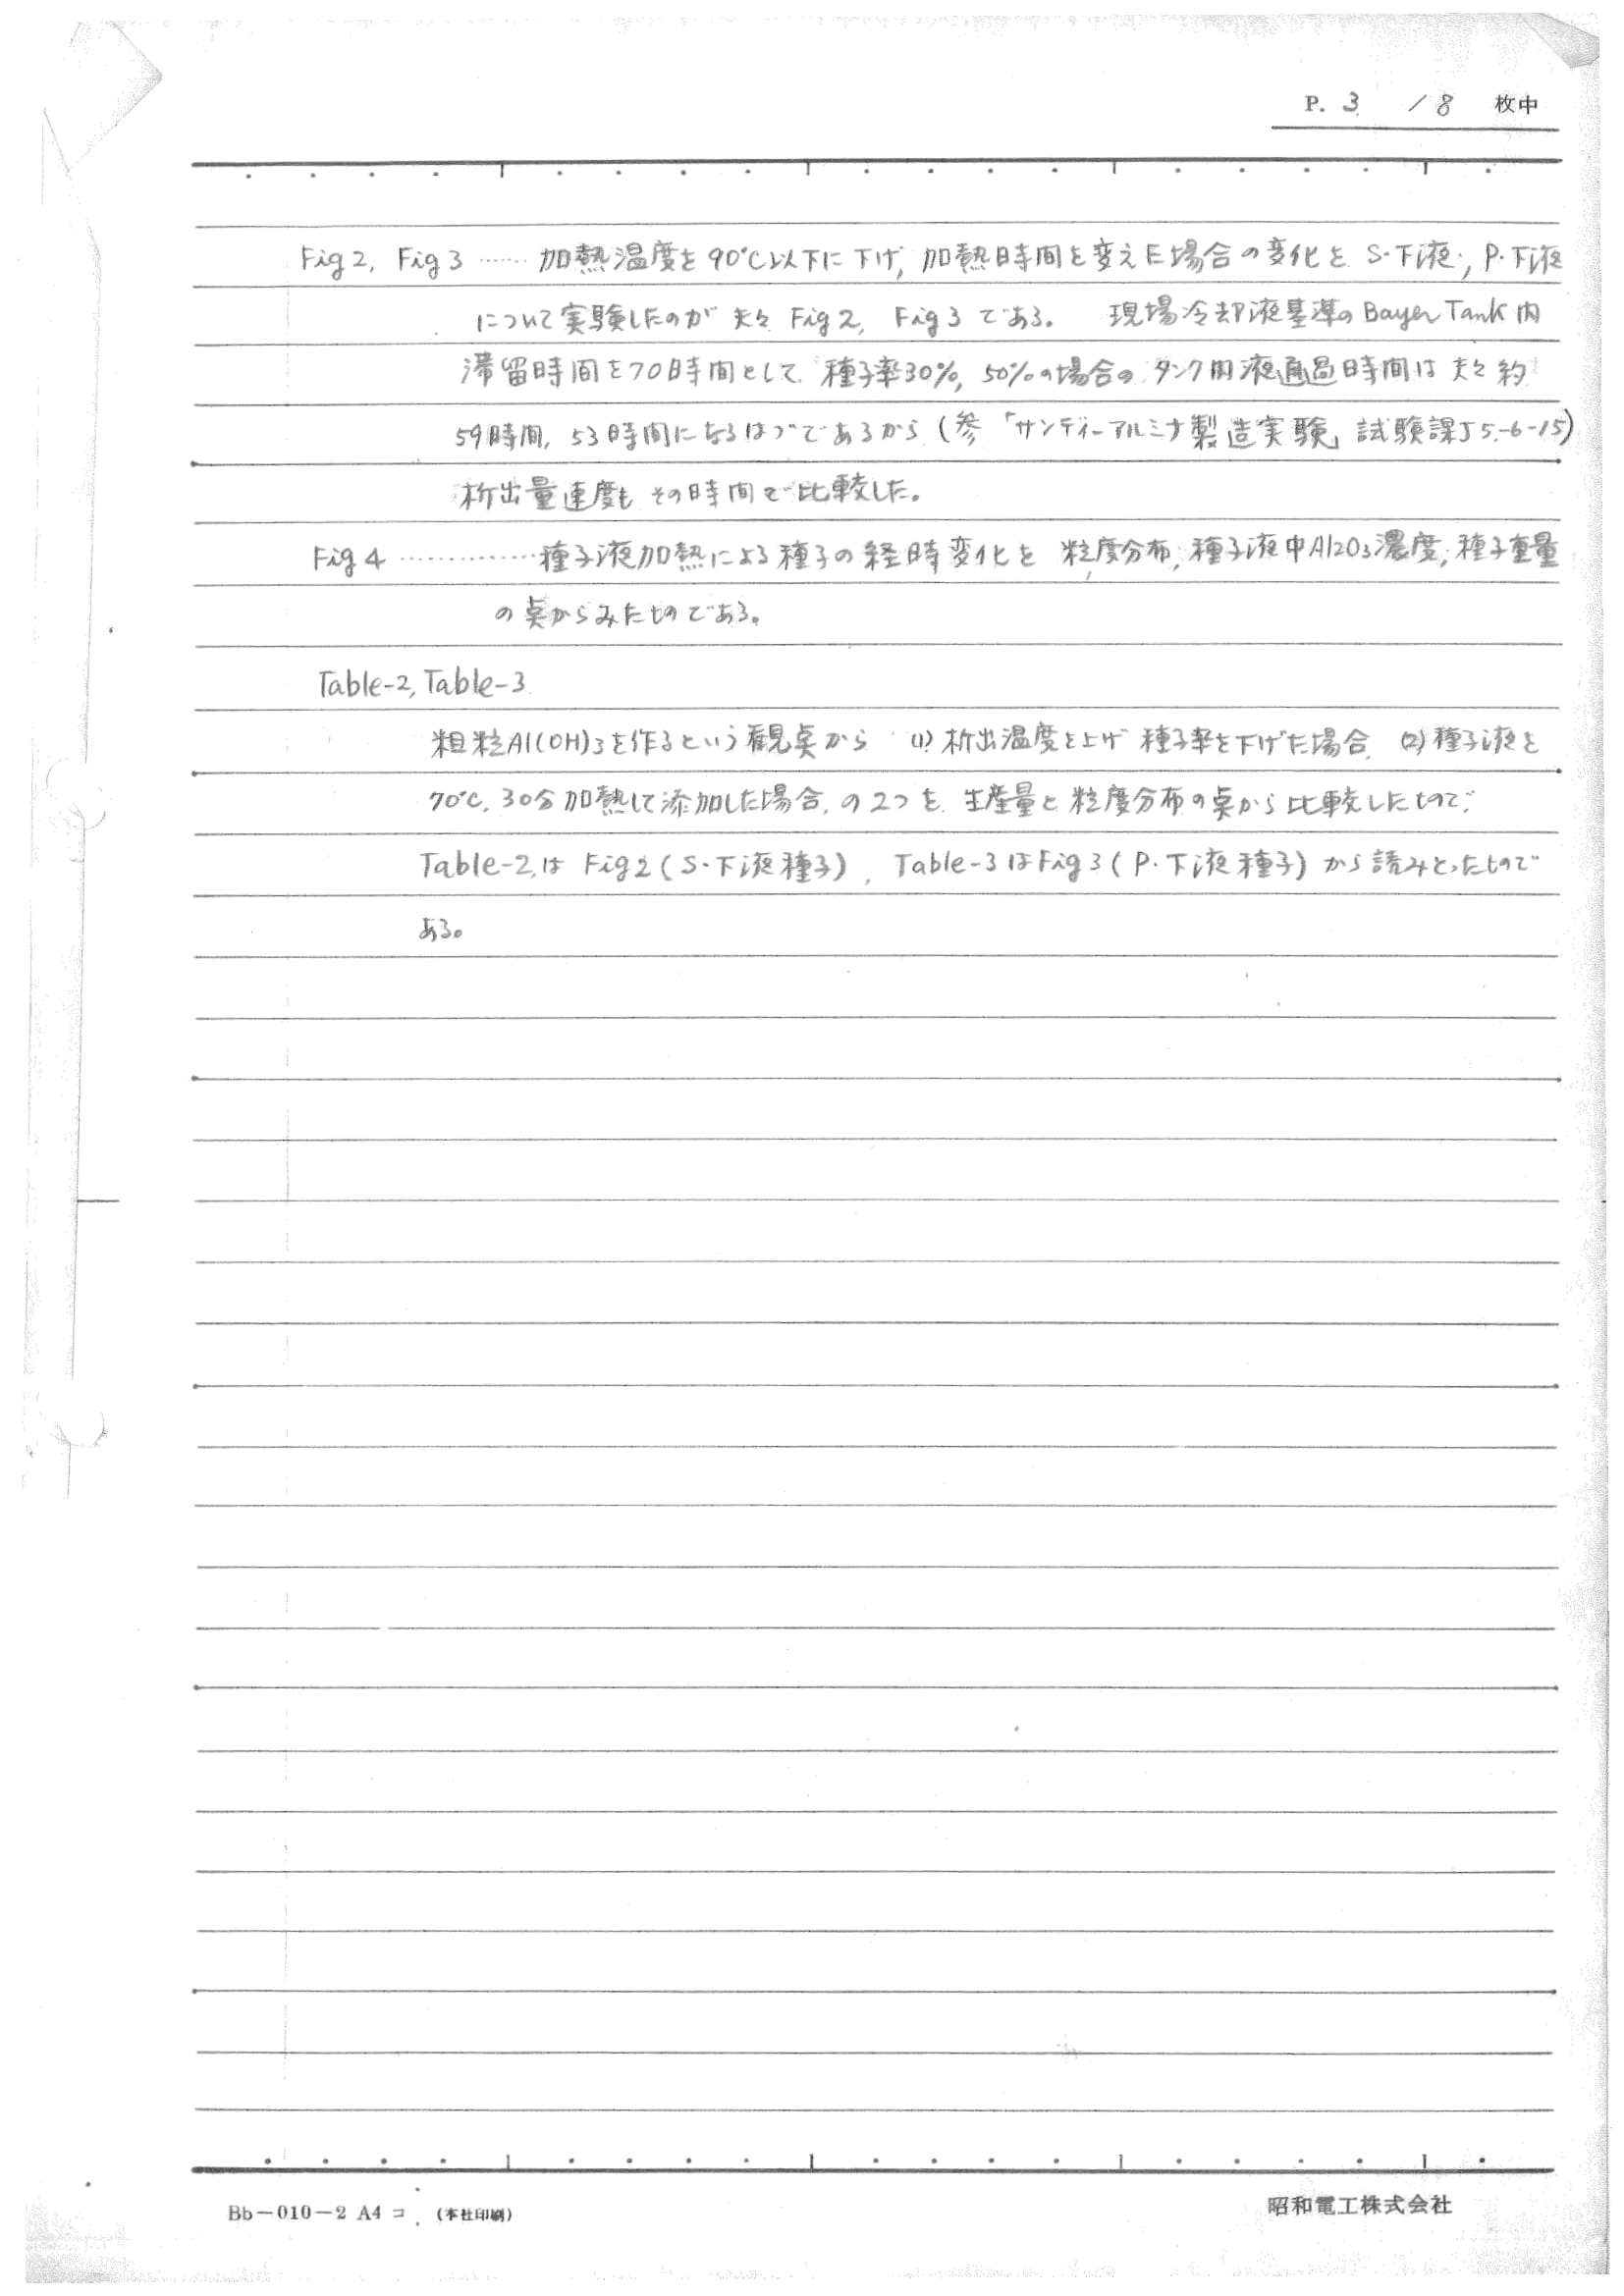 P. 3 / 8 枚中
Fig 2, Fig 3 …… 加熱温度を90°C以下に下げ, 加熱時間を変えた場合の変化を S・下液, P・下液
について実験したのが 夫々 Fig 2, Fig 3 である。 現場冷却液基準の Bayer Tank 内
滞留時間を70時間として 種子率30%, 50%の場合の タンク内液通過時間は 夫々 約
59時間, 53時間になるはづであるから (参 「サンディーアルミナ製造実験」 試験課 J 5.-6-15)
析出量速度も その時間で比較した。
Fig 4 ………… 種子液加熱による種子の経時変化を 粒度分布, 種子液中Al2O3濃度, 種子重量
の点からみたものである。
Table-2, Table-3
粗粒Al(OH)3を作るという観点から (1) 析出温度を上げ 種子率を下げた場合. (2) 種子液を
70°C, 30分加熱して添加した場合. の2つを 生産量と粒度分布の点から比較したもので
Table-2は Fig 2 (S・下液種子), Table-3はFig 3 (P・下液種子) から読みとったもので
ある。
Bb－010－2 A4 コ (本社印刷)
昭和電工株式会社